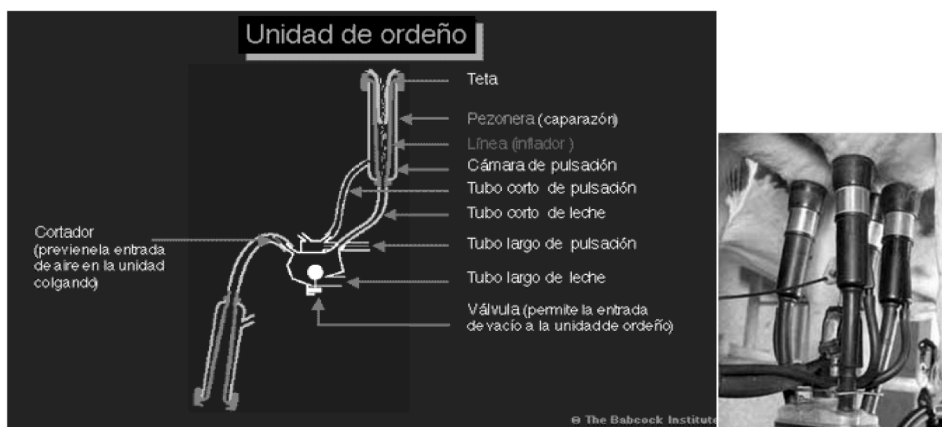 Unidad de ordeño
Teta
Pezonera (caparazón)
Línea (inflador )
Cámara de pulsación
Tubo corto de pulsación
Tubo corto de leche
Cortador
(previenela entrada
de aire en la unidad
colgando)
Tubo largo de pulsación
Tubo largo de leche
Válvula (permite la entrada
de vacío a la unidad de ordeño)
© The Babcock Institute